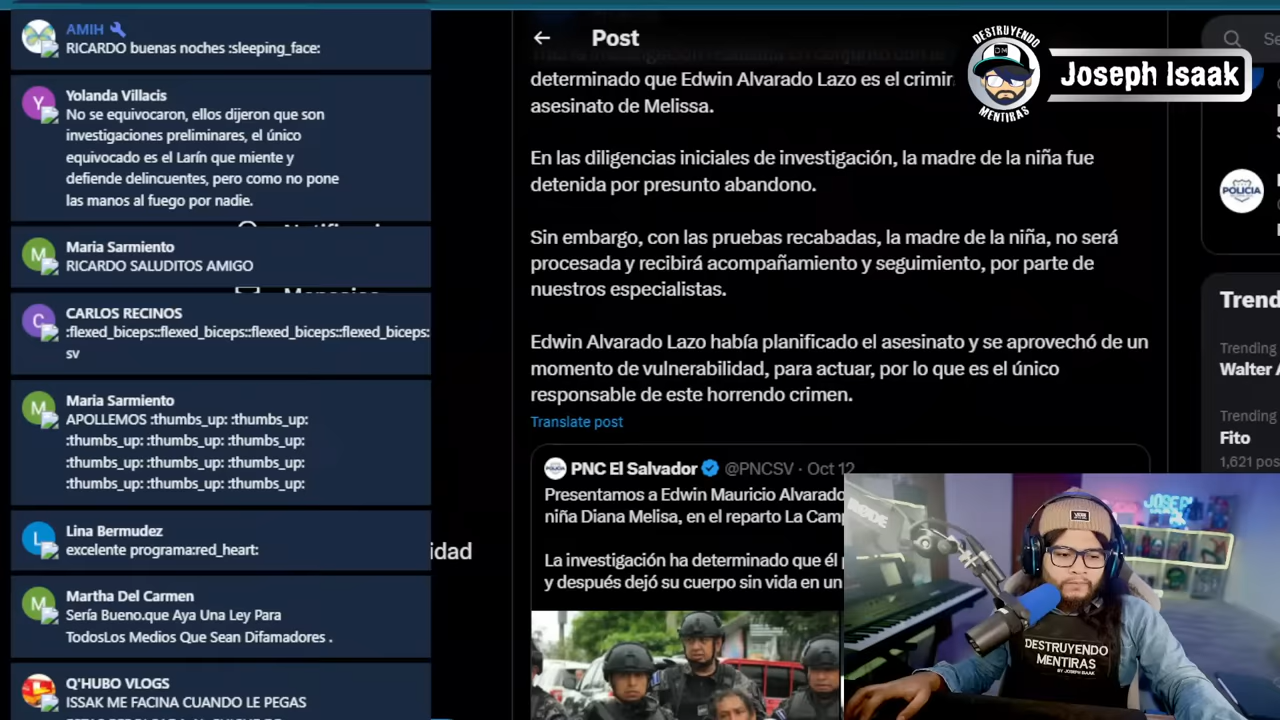 AMIH
RICARDO buenas noches :sleeping_face:
Yolanda Villacis
No se equivocaron, ellos dijeron que son
investigaciones preliminares, el único
equivocado es el Larín que miente y
defiende delincuentes, pero como no pone
las manos al fuego por nadie.
Maria Sarmiento
RICARDO SALUDITOS AMIGO
CARLOS RECINOS
:flexed_biceps::flexed_biceps::flexed_biceps::flexed_biceps:
sv
Maria Sarmiento
APOLLEMOS :thumbs_up: :thumbs_up:
:thumbs_up: :thumbs_up: :thumbs_up:
:thumbs_up: :thumbs_up: :thumbs_up:
:thumbs_up: :thumbs_up: :thumbs_up:
Lina Bermudez
excelente programa:red_heart:
Martha Del Carmen
Sería Bueno.que Aya Una Ley Para
TodosLos Medios Que Sean Difamadores .
Q'HUBO VLOGS
ISSAK ME FACINA CUANDO LE PEGAS
idad
Post
determinado que Edwin Alvarado Lazo es el crimin
asesinato de Melissa.
En las diligencias iniciales de investigación, la madre de la niña fue
detenida por presunto abandono.
Sin embargo, con las pruebas recabadas, la madre de la niña, no será
procesada y recibirá acompañamiento y seguimiento, por parte de
nuestros especialistas.
Edwin Alvarado Lazo había planificado el asesinato y se aprovechó de un
momento de vulnerabilidad, para actuar, por lo que es el único
responsable de este horrendo crimen.
Translate post
PNC El Salvador @PNCSV · Oct 12
Presentamos a Edwin Mauricio Alvarado
niña Diana Melisa, en el reparto La Camp
La investigación ha determinado que él p
y después dejó su cuerpo sin vida en un
DESTRUYENDO
DM
MENTIRAS
Joseph Isaak
Se
POLICIA
Trend
Trending
Walter A
Trending
Fito
1,621 pos
RØDE
JOSEPH
VANS
DESTRUYENDO
MENTIRAS
BY JOSEPH ISAAK